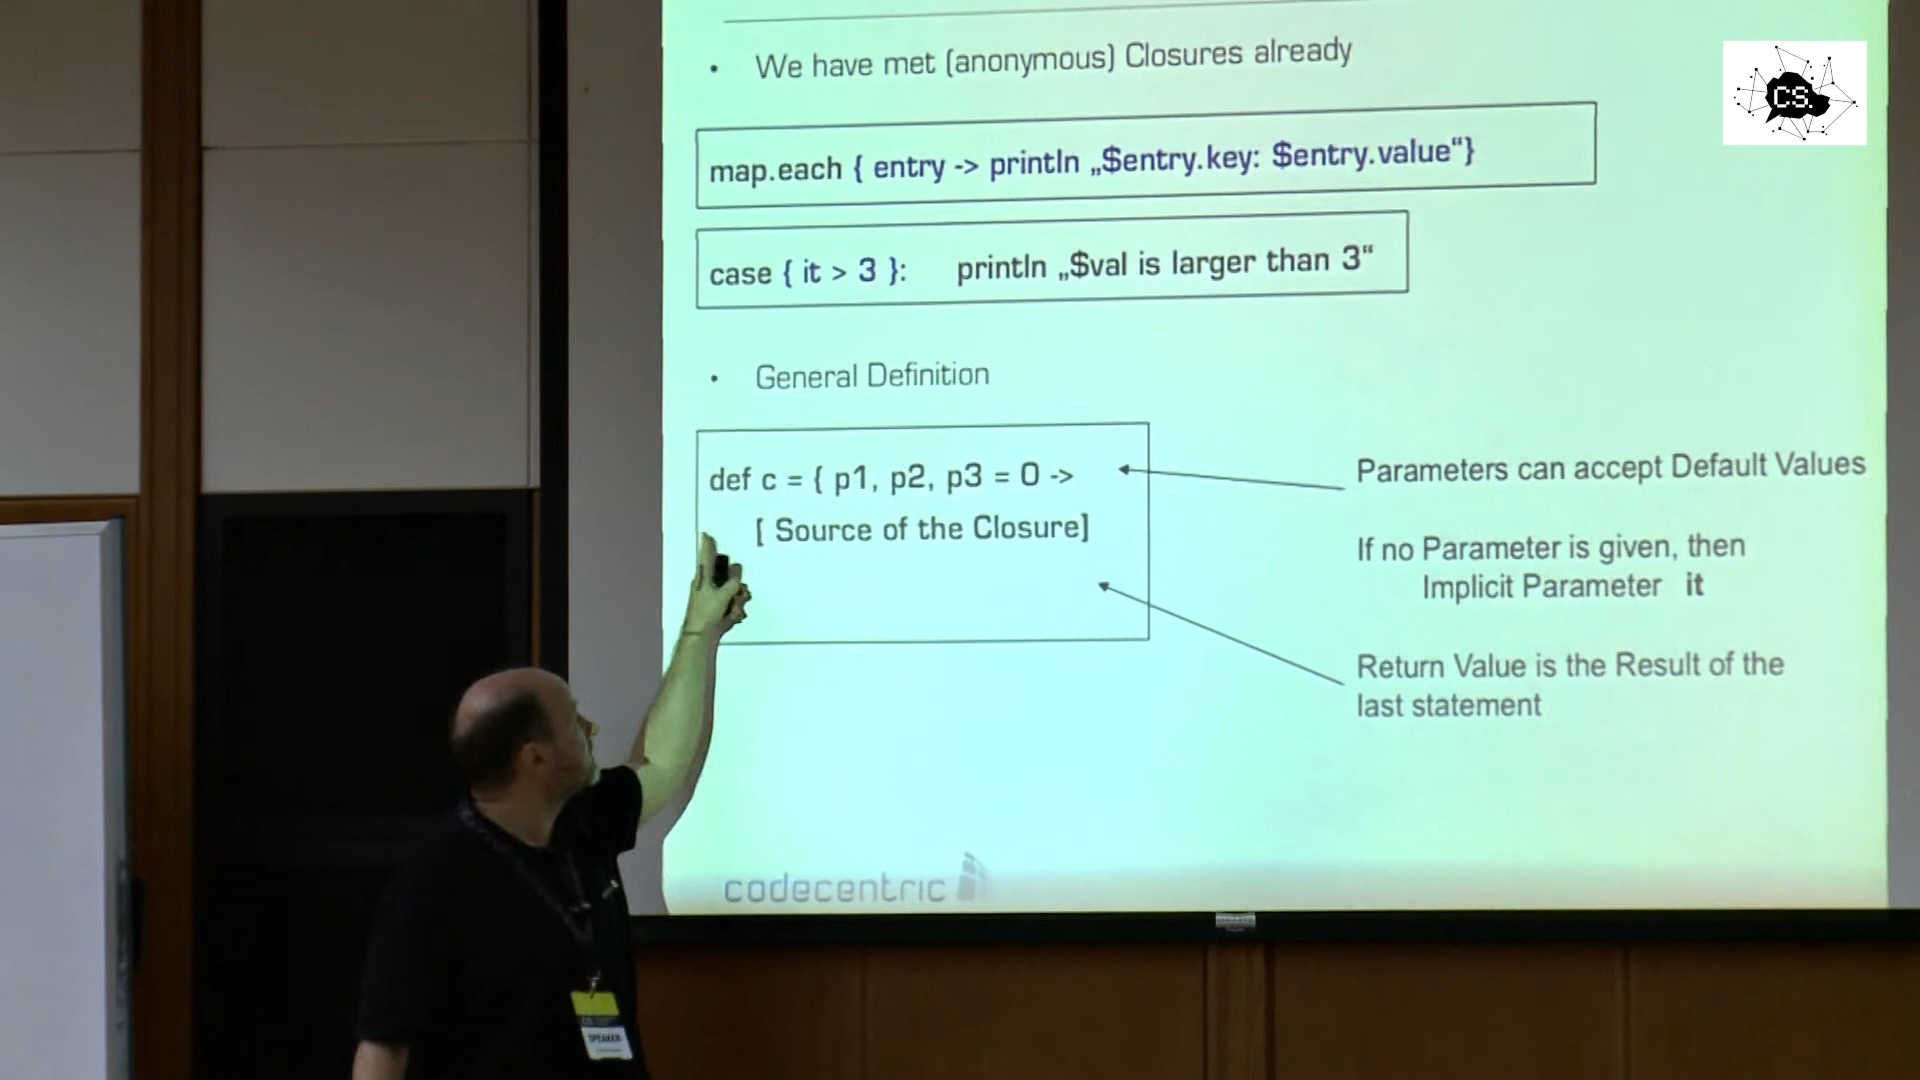 • We have met (anonymous) Closures already
CS.
map.each { entry -> println „$entry.key: $entry.value“}
case { it > 3 }: println „$val is larger than 3“
• General Definition
def c = { p1, p2, p3 = 0 ->
[ Source of the Closure]
Parameters can accept Default Values
If no Parameter is given, then
Implicit Parameter it
Return Value is the Result of the
last statement
codecentric
SPEAKER